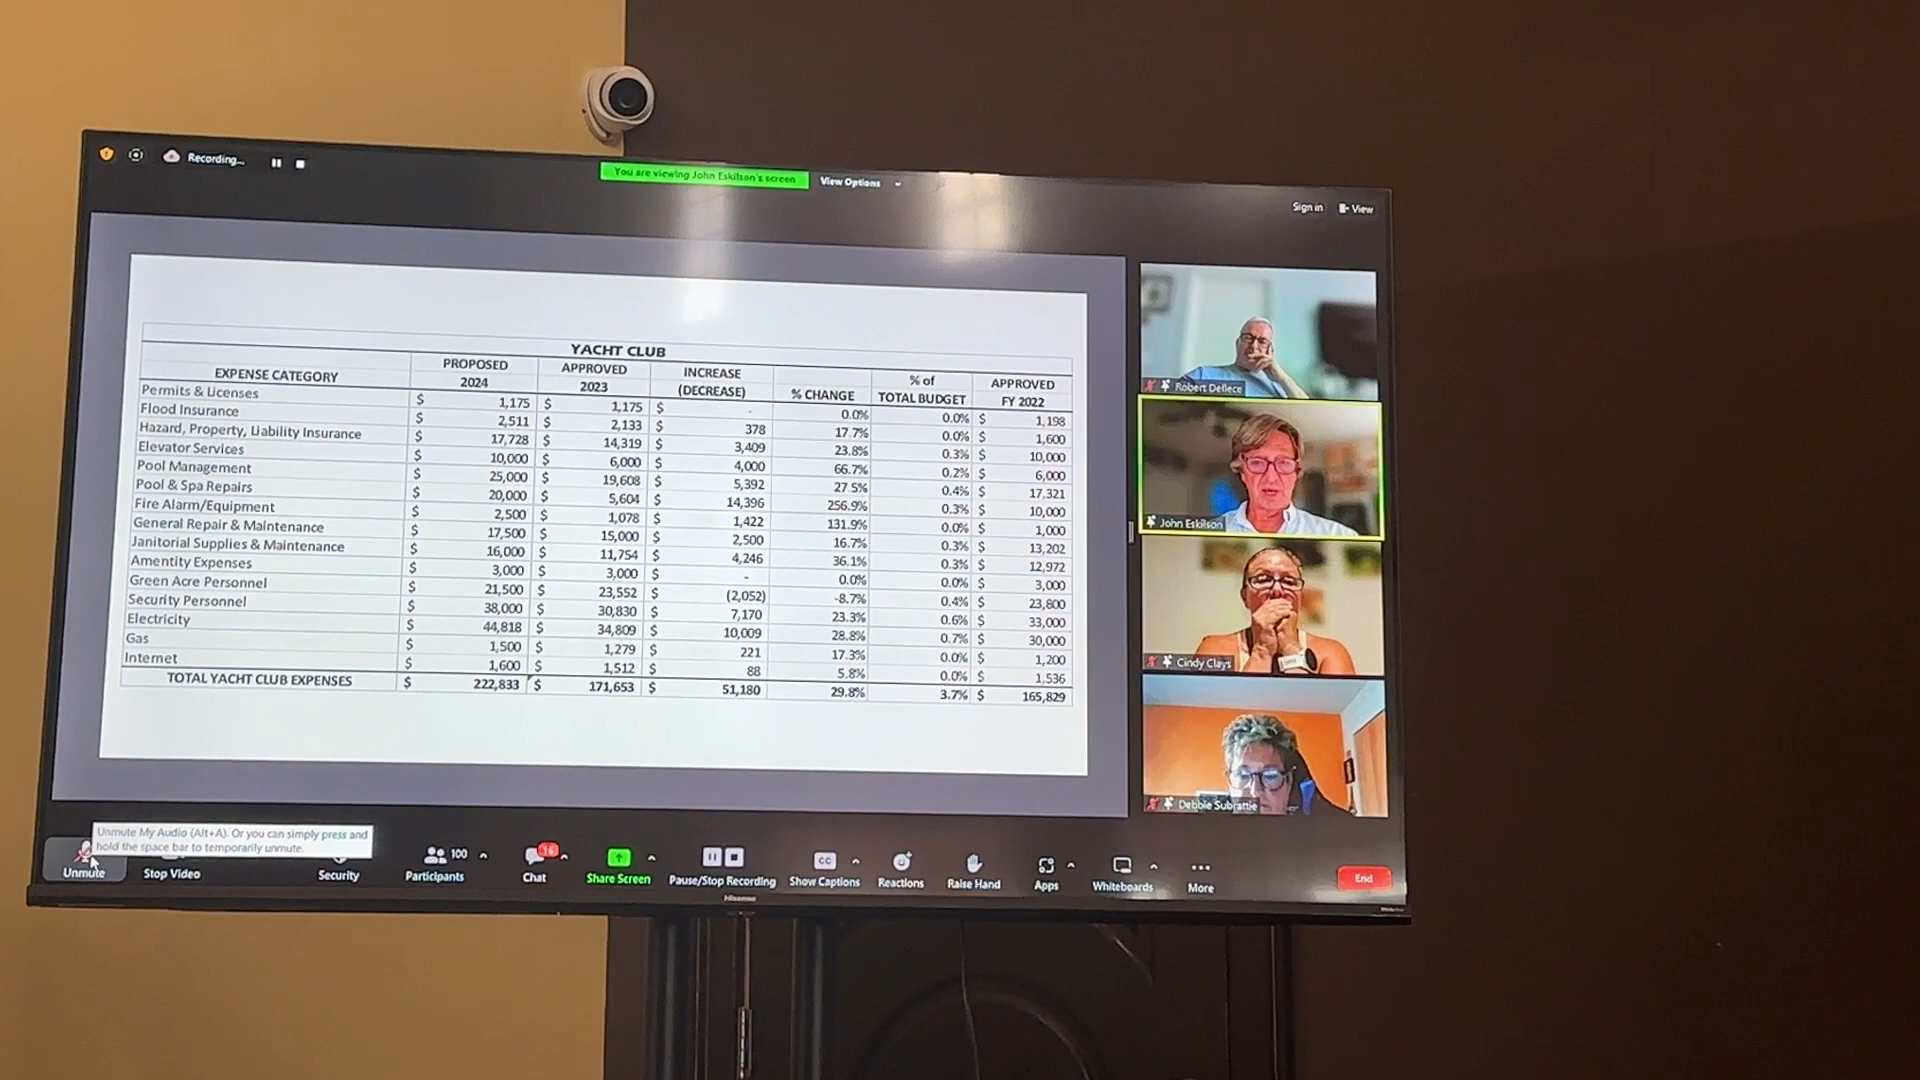 Recording...
You are viewing John Eskilson's screen
View Options
Sign in
View
YACHT CLUB
EXPENSE CATEGORY PROPOSED 2024 APPROVED 2023 INCREASE (DECREASE) % CHANGE % of TOTAL BUDGET APPROVED FY 2022
Permits & Licenses $ 1,175 $ 1,175 $ - 0.0% 0.0% $ 1,198
Flood Insurance $ 2,511 $ 2,133 $ 378 17.7% 0.0% $ 1,600
Hazard, Property, Liability Insurance $ 17,728 $ 14,319 $ 3,409 23.8% 0.3% $ 10,000
Elevator Services $ 10,000 $ 6,000 $ 4,000 66.7% 0.2% $ 6,000
Pool Management $ 25,000 $ 19,608 $ 5,392 27.5% 0.4% $ 17,321
Pool & Spa Repairs $ 20,000 $ 5,604 $ 14,396 256.9% 0.3% $ 10,000
Fire Alarm/Equipment $ 2,500 $ 1,078 $ 1,422 131.9% 0.0% $ 1,000
General Repair & Maintenance $ 17,500 $ 15,000 $ 2,500 16.7% 0.3% $ 13,202
Janitorial Supplies & Maintenance $ 16,000 $ 11,754 $ 4,246 36.1% 0.3% $ 12,972
Amentity Expenses $ 3,000 $ 3,000 $ - 0.0% 0.0% $ 3,000
Green Acre Personnel $ 21,500 $ 23,552 $ (2,052) -8.7% 0.4% $ 23,800
Security Personnel $ 38,000 $ 30,830 $ 7,170 23.3% 0.6% $ 33,000
Electricity $ 44,818 $ 34,809 $ 10,009 28.8% 0.7% $ 30,000
Gas $ 1,500 $ 1,279 $ 221 17.3% 0.0% $ 1,200
Internet $ 1,600 $ 1,512 $ 88 5.8% 0.0% $ 1,536
TOTAL YACHT CLUB EXPENSES $ 222,833 $ 171,653 $ 51,180 29.8% 3.7% $ 165,829
Robert Dellece
John Eskilson
Cindy Clays
Debbie Subrattie
Unmute My Audio (Alt+A). Or you can simply press and
hold the space bar to temporarily unmute.
100
16
CC
Unmute
Stop Video
Security
Participants
Chat
Share Screen
Pause/Stop Recording
Show Captions
Reactions
Raise Hand
Apps
Whiteboards
More
End
Hisense